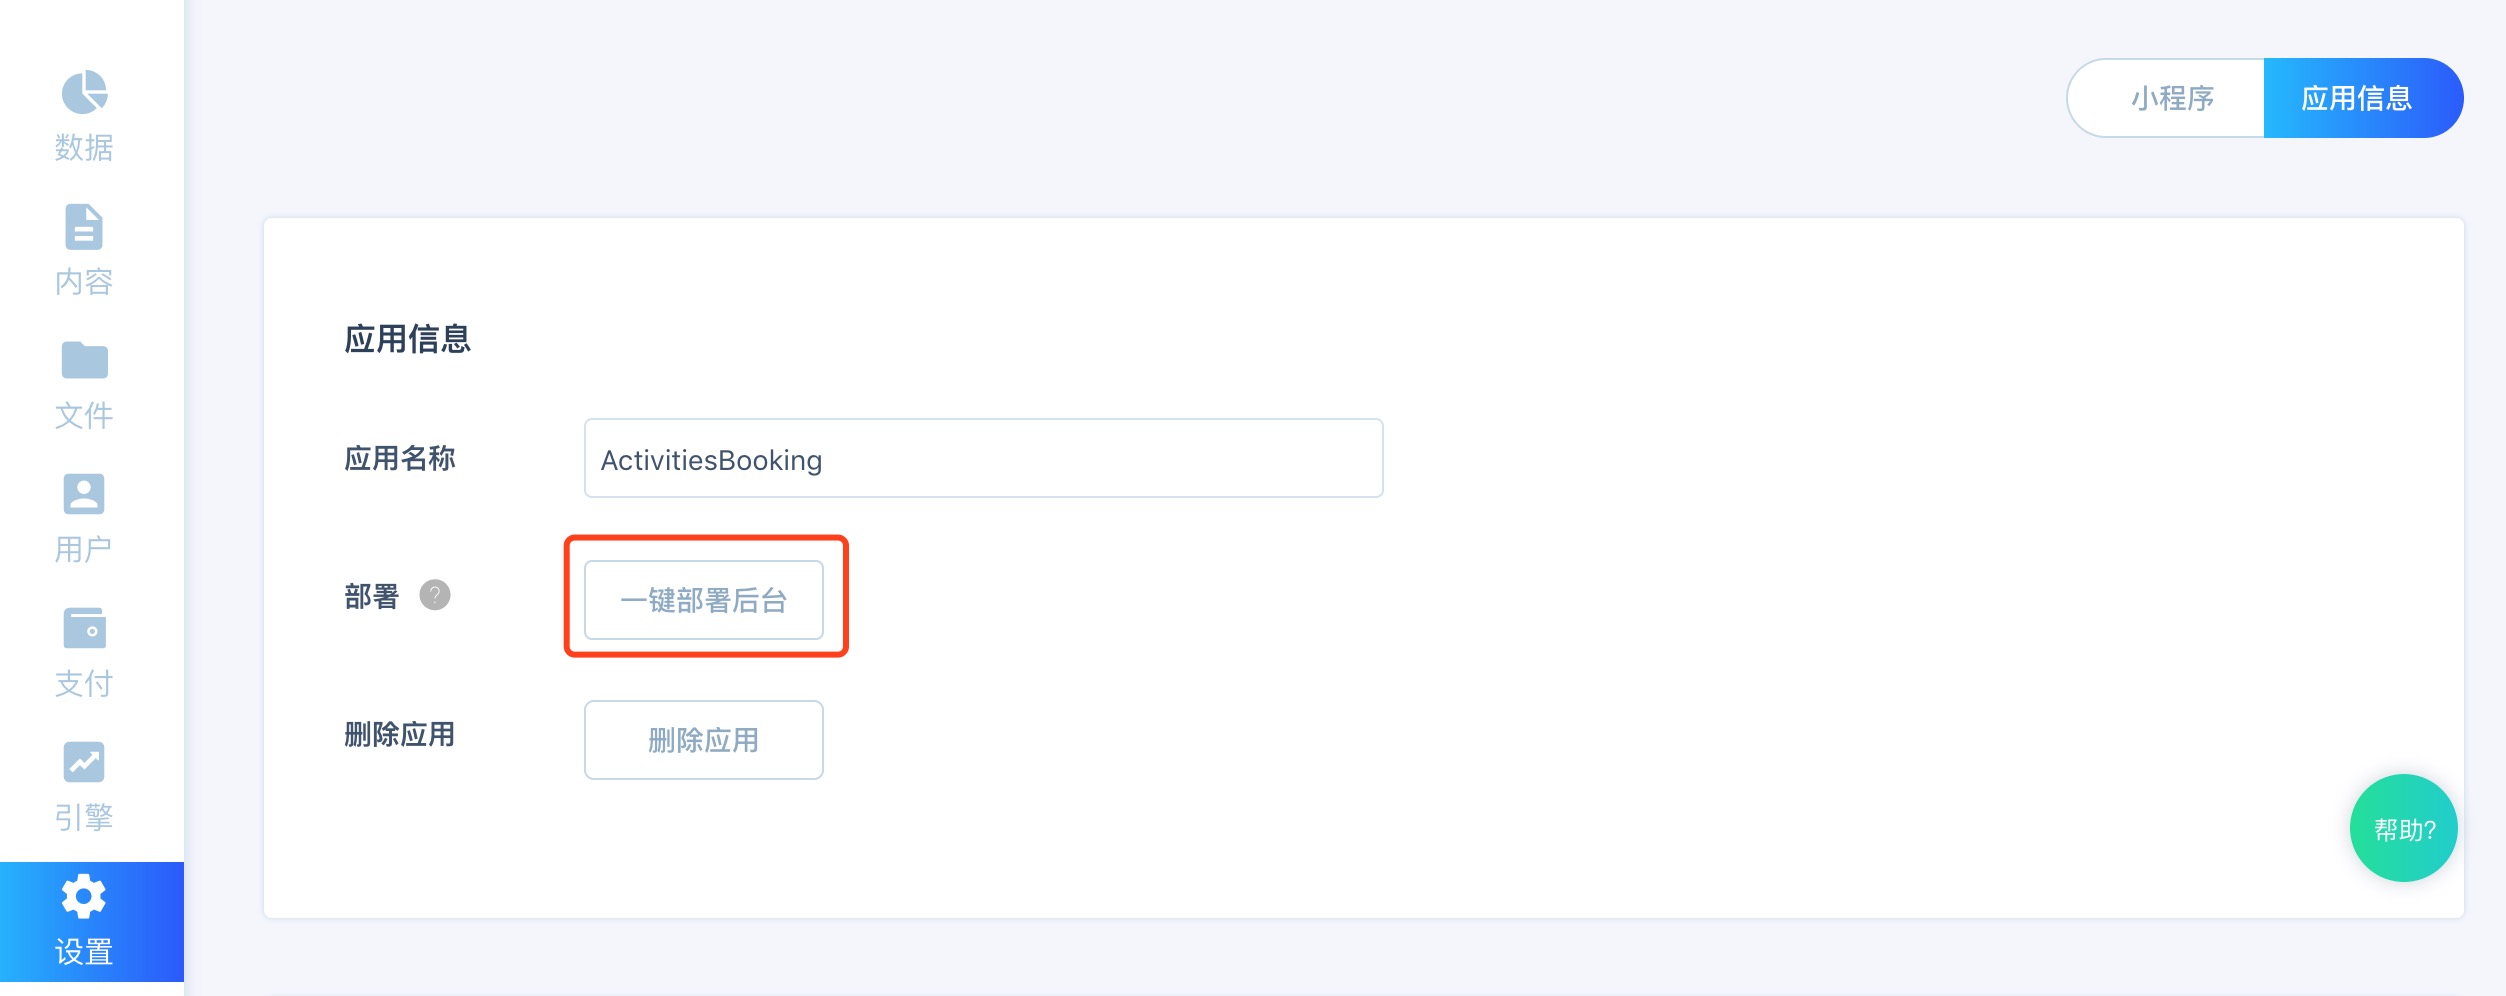 数据
内容
文件
用户
支付
引擎
设置
小程序
应用信息
应用信息
应用名称
ActivitiesBooking
部署 ?
一键部署后台
删除应用
删除应用
帮助?